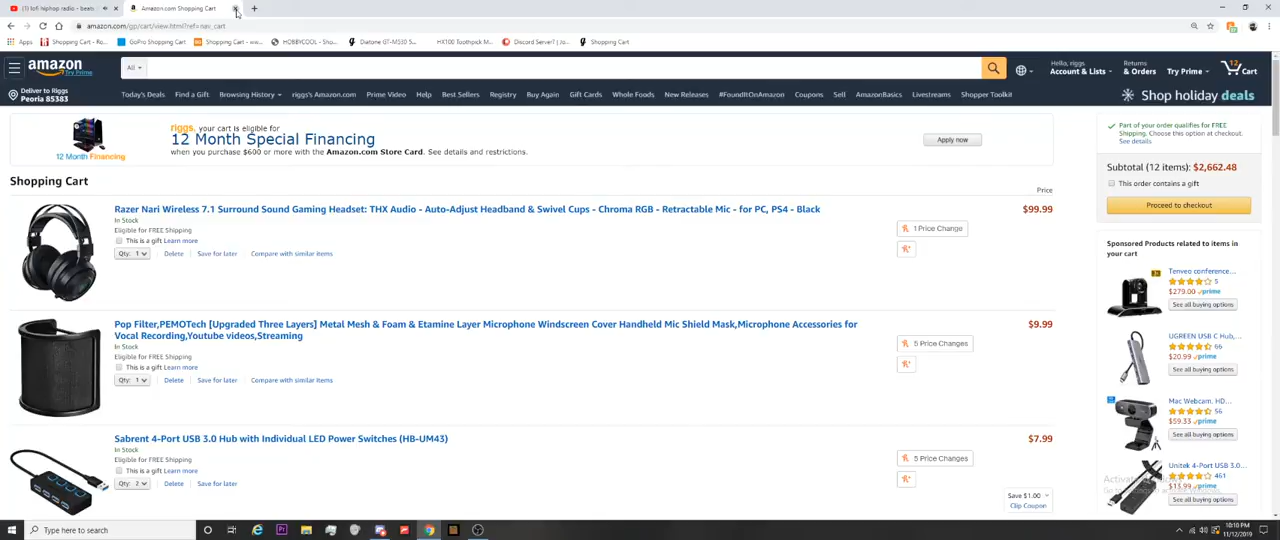 (1) lofi hiphop radio - beats
Amazon.com Shopping Cart
amazon.com/gp/cart/view.html?ref=nav_cart
Apps
Shopping Cart - Ro...
GoPro Shopping Cart
Shopping Cart - ww...
HOBBYCOOL - Sho...
Diatone GT-M530 S...
HX100 Toothpick M...
Discord Server? | Jo...
Shopping Cart
amazon
Try Prime
All
Hello, riggs
Account & Lists
Returns
& Orders
Try Prime
12
Cart
Deliver to Riggs
Peoria 85383
Today's Deals
Find a Gift
Browsing History
riggs's Amazon.com
Prime Video
Help
Best Sellers
Registry
Buy Again
Gift Cards
Whole Foods
New Releases
#FoundItOnAmazon
Coupons
Sell
AmazonBasics
Livestreams
Shopper Toolkit
Shop holiday deals
12 Month Financing
riggs, your cart is eligible for
12 Month Special Financing
when you purchase $600 or more with the Amazon.com Store Card. See details and restrictions.
Apply now
Part of your order qualifies for FREE
Shipping. Choose this option at checkout.
See details
Subtotal (12 items): $2,662.48
This order contains a gift
Proceed to checkout
Shopping Cart
Price
Razer Nari Wireless 7.1 Surround Sound Gaming Headset: THX Audio - Auto-Adjust Headband & Swivel Cups - Chroma RGB - Retractable Mic - for PC, PS4 - Black
In Stock
Eligible for FREE Shipping
This is a gift Learn more
Qty: 1
Delete
Save for later
Compare with similar items
1 Price Change
$99.99
Pop Filter,PEMOTech [Upgraded Three Layers] Metal Mesh & Foam & Etamine Layer Microphone Windscreen Cover Handheld Mic Shield Mask,Microphone Accessories for
Vocal Recording,Youtube videos,Streaming
In Stock
Eligible for FREE Shipping
This is a gift Learn more
Qty: 1
Delete
Save for later
Compare with similar items
5 Price Changes
$9.99
Sabrent 4-Port USB 3.0 Hub with Individual LED Power Switches (HB-UM43)
In Stock
Eligible for FREE Shipping
This is a gift Learn more
Qty: 2
Delete
Save for later
5 Price Changes
$7.99
Save $1.00
Clip Coupon
Sponsored Products related to items in
your cart
Tenveo conference...
5
$279.00 prime
See all buying options
UGREEN USB C Hub,...
66
$20.99 prime
See all buying options
Mac Webcam, HD...
56
$59.33 prime
See all buying options
Unitek 4-Port USB 3.0...
461
$13.99 prime
See all buying options
Type here to search
10:10 PM
11/12/2019